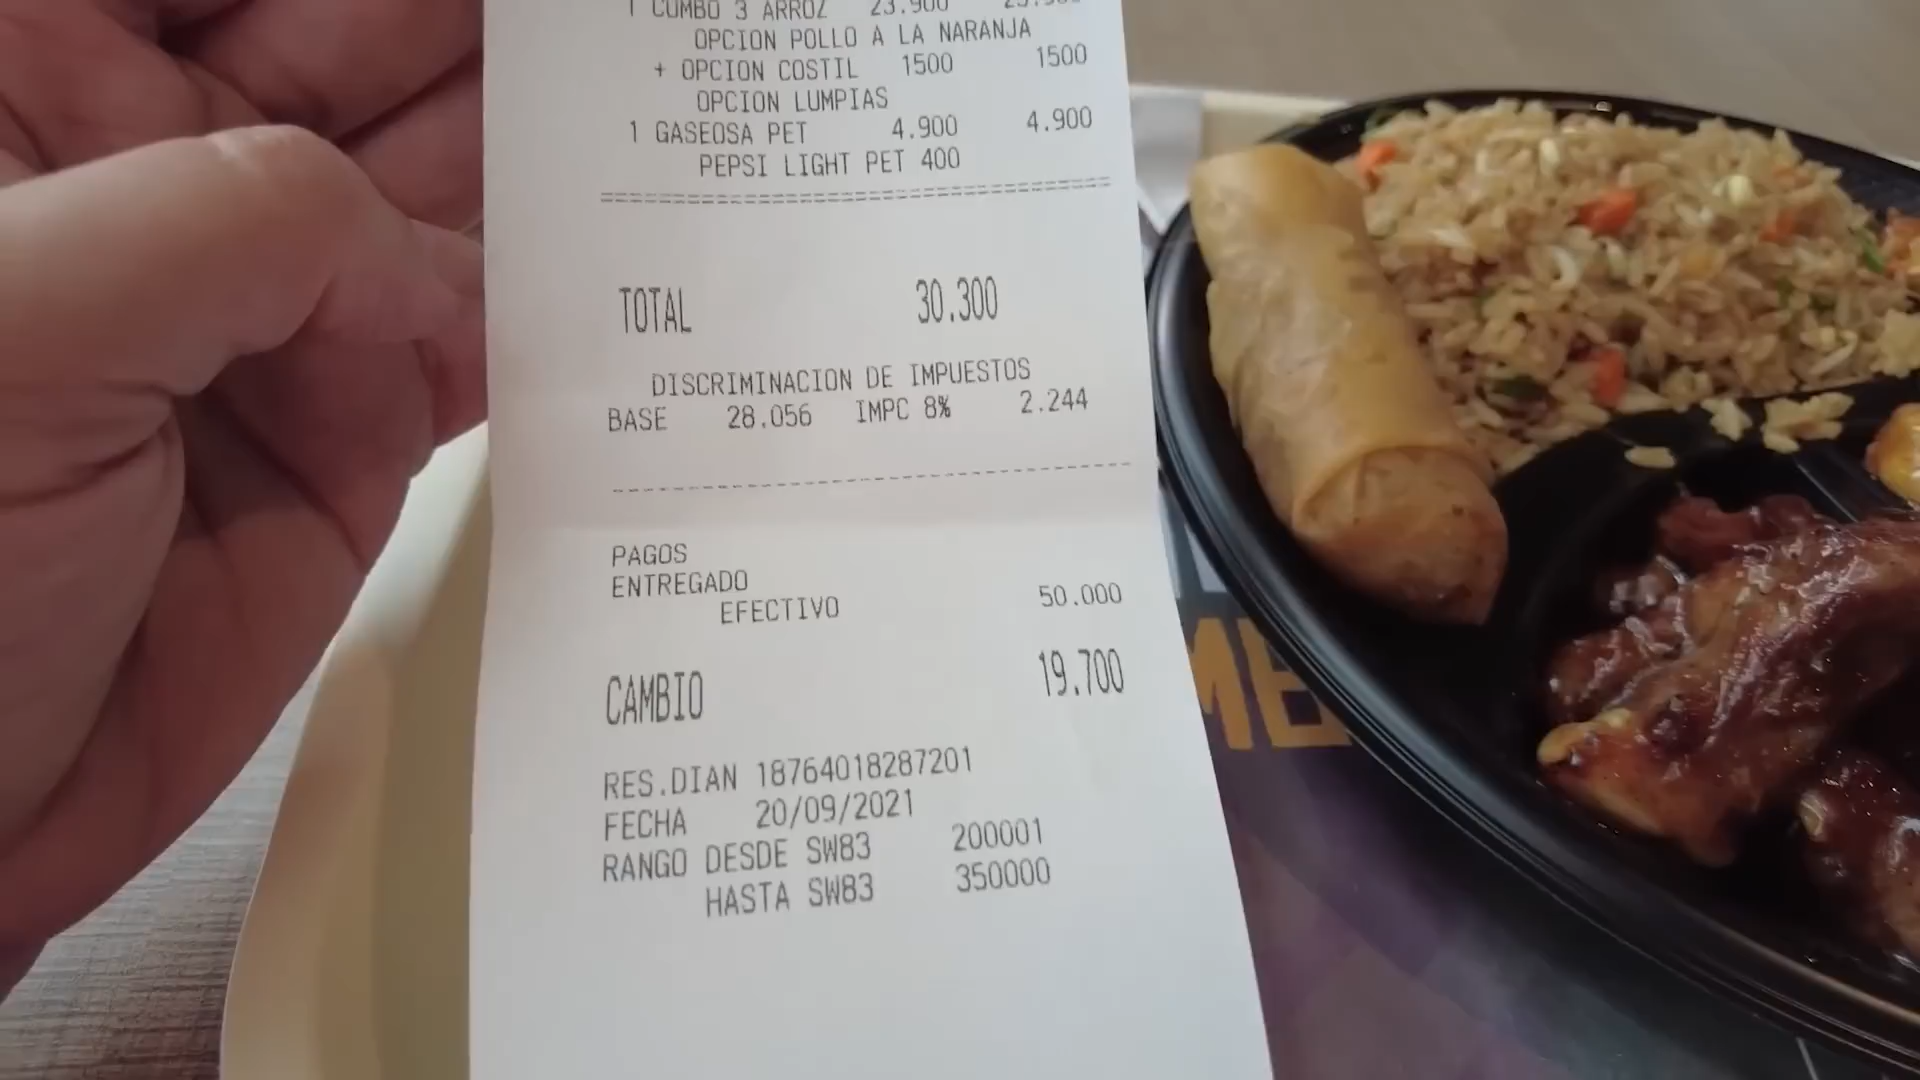 1 COMBO 3 ARROZ 23.900 23.900
OPCION POLLO A LA NARANJA
+ OPCION COSTIL 1500 1500
OPCION LUMPIAS
1 GASEOSA PET 4.900 4.900
PEPSI LIGHT PET 400
TOTAL 30.300
DISCRIMINACION DE IMPUESTOS
BASE 28.056 IMPC 8% 2.244
PAGOS
ENTREGADO
EFECTIVO 50.000
CAMBIO 19.700
RES.DIAN 18764018287201
FECHA 20/09/2021
RANGO DESDE SW83 200001
HASTA SW83 350000